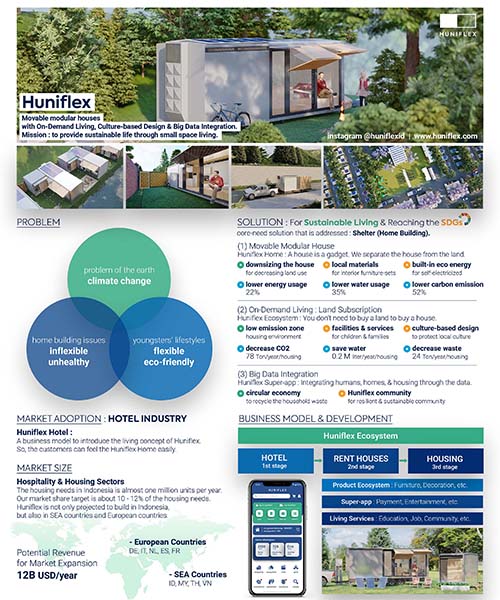 HUNIFLEX
Huniflex
Movable modular houses
with On-Demand Living, Culture-based Design & Big Data Integration.
Mission : to provide sustainable life through small space living.
instagram @huniflexid | www.huniflex.com
PROBLEM
problem of the earth
climate change
home building issues
inflexible
unhealthy
youngsters' lifestyles
flexible
eco-friendly
MARKET ADOPTION : HOTEL INDUSTRY
Huniflex Hotel :
A business model to introduce the living concept of Huniflex.
So, the customers can feel the Huniflex Home easily.
MARKET SIZE
Hospitality & Housing Sectors
The housing needs in Indonesia is almost one million units per year.
Our market share target is about 10 - 12% of the housing needs.
Huniflex is not only projected to build in Indonesia,
but also in SEA countries and European countries.
Potential Revenue
for Market Expansion
12B USD/year
- European Countries
DE, IT, NL, ES, FR
- SEA Countries
ID, MY, TH, VN
SOLUTION : For Sustainable Living & Reaching the SDGs
core-need solution that is addressed : Shelter (Home Building).
(1) Movable Modular House
Huniflex Home : A house is a gadget. We separate the house from the land.
downsizing the house
for decreasing land use
local materials
for interior furniture-sets
built-in eco energy
for self electricized
lower energy usage
22%
lower water usage
35%
lower carbon emission
52%
(2) On-Demand Living : Land Subscription
Huniflex Ecosystem : You don't need to buy a land to buy a house.
low emission zone
housing environment
facilities & services
for children & families
culture-based design
to protect local culture
decrease CO2
78 Ton/year/housing
save water
0.2 M liter/year/housing
decrease waste
24 Ton/year/housing
(3) Big Data Integration
Huniflex Super-app : Integrating humans, homes, & housing through the data.
circular economy
to recycle the household waste
Huniflex community
for resilient & sustainable community
BUSINESS MODEL & DEVELOPMENT
Huniflex Ecosystem
HOTEL
1st stage
RENT HOUSES
2nd stage
HOUSING
3rd stage
Product Ecosystem : Furniture, Decoration, etc.
Super-app : Payment, Entertainment, etc.
Living Services : Education, Job, Community, etc.
HUNIFLEX